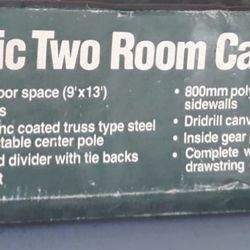 ic Two Room Ca
oor space (9'x13')
s
nc coated truss type steel
table center pole
d divider with tie backs
t
• 800mm poly
sidewalls
• Dridrill canv
• Inside gear
• Complete w
drawstring